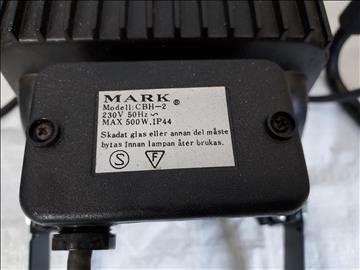 MARK ®
Modell: CBH-2
230V 50Hz ~
MAX 500W. IP44
Skadat glas eller annan del måste
bytas innan lampan åter brukas.
S F